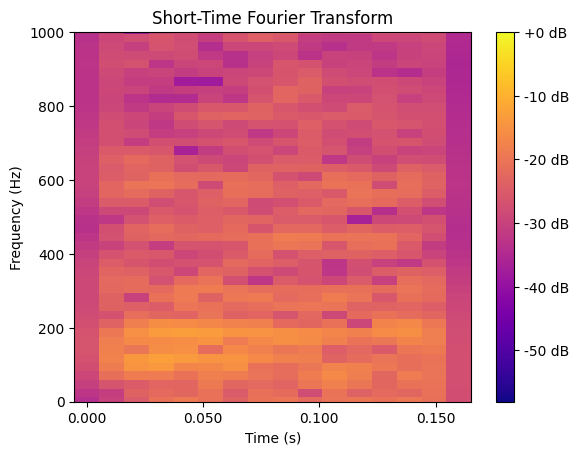 Short-Time Fourier Transform
Frequency (Hz)
1000
800
600
400
200
0
0.000
0.050
0.100
0.150
Time (s)
+0 dB
-10 dB
-20 dB
-30 dB
-40 dB
-50 dB